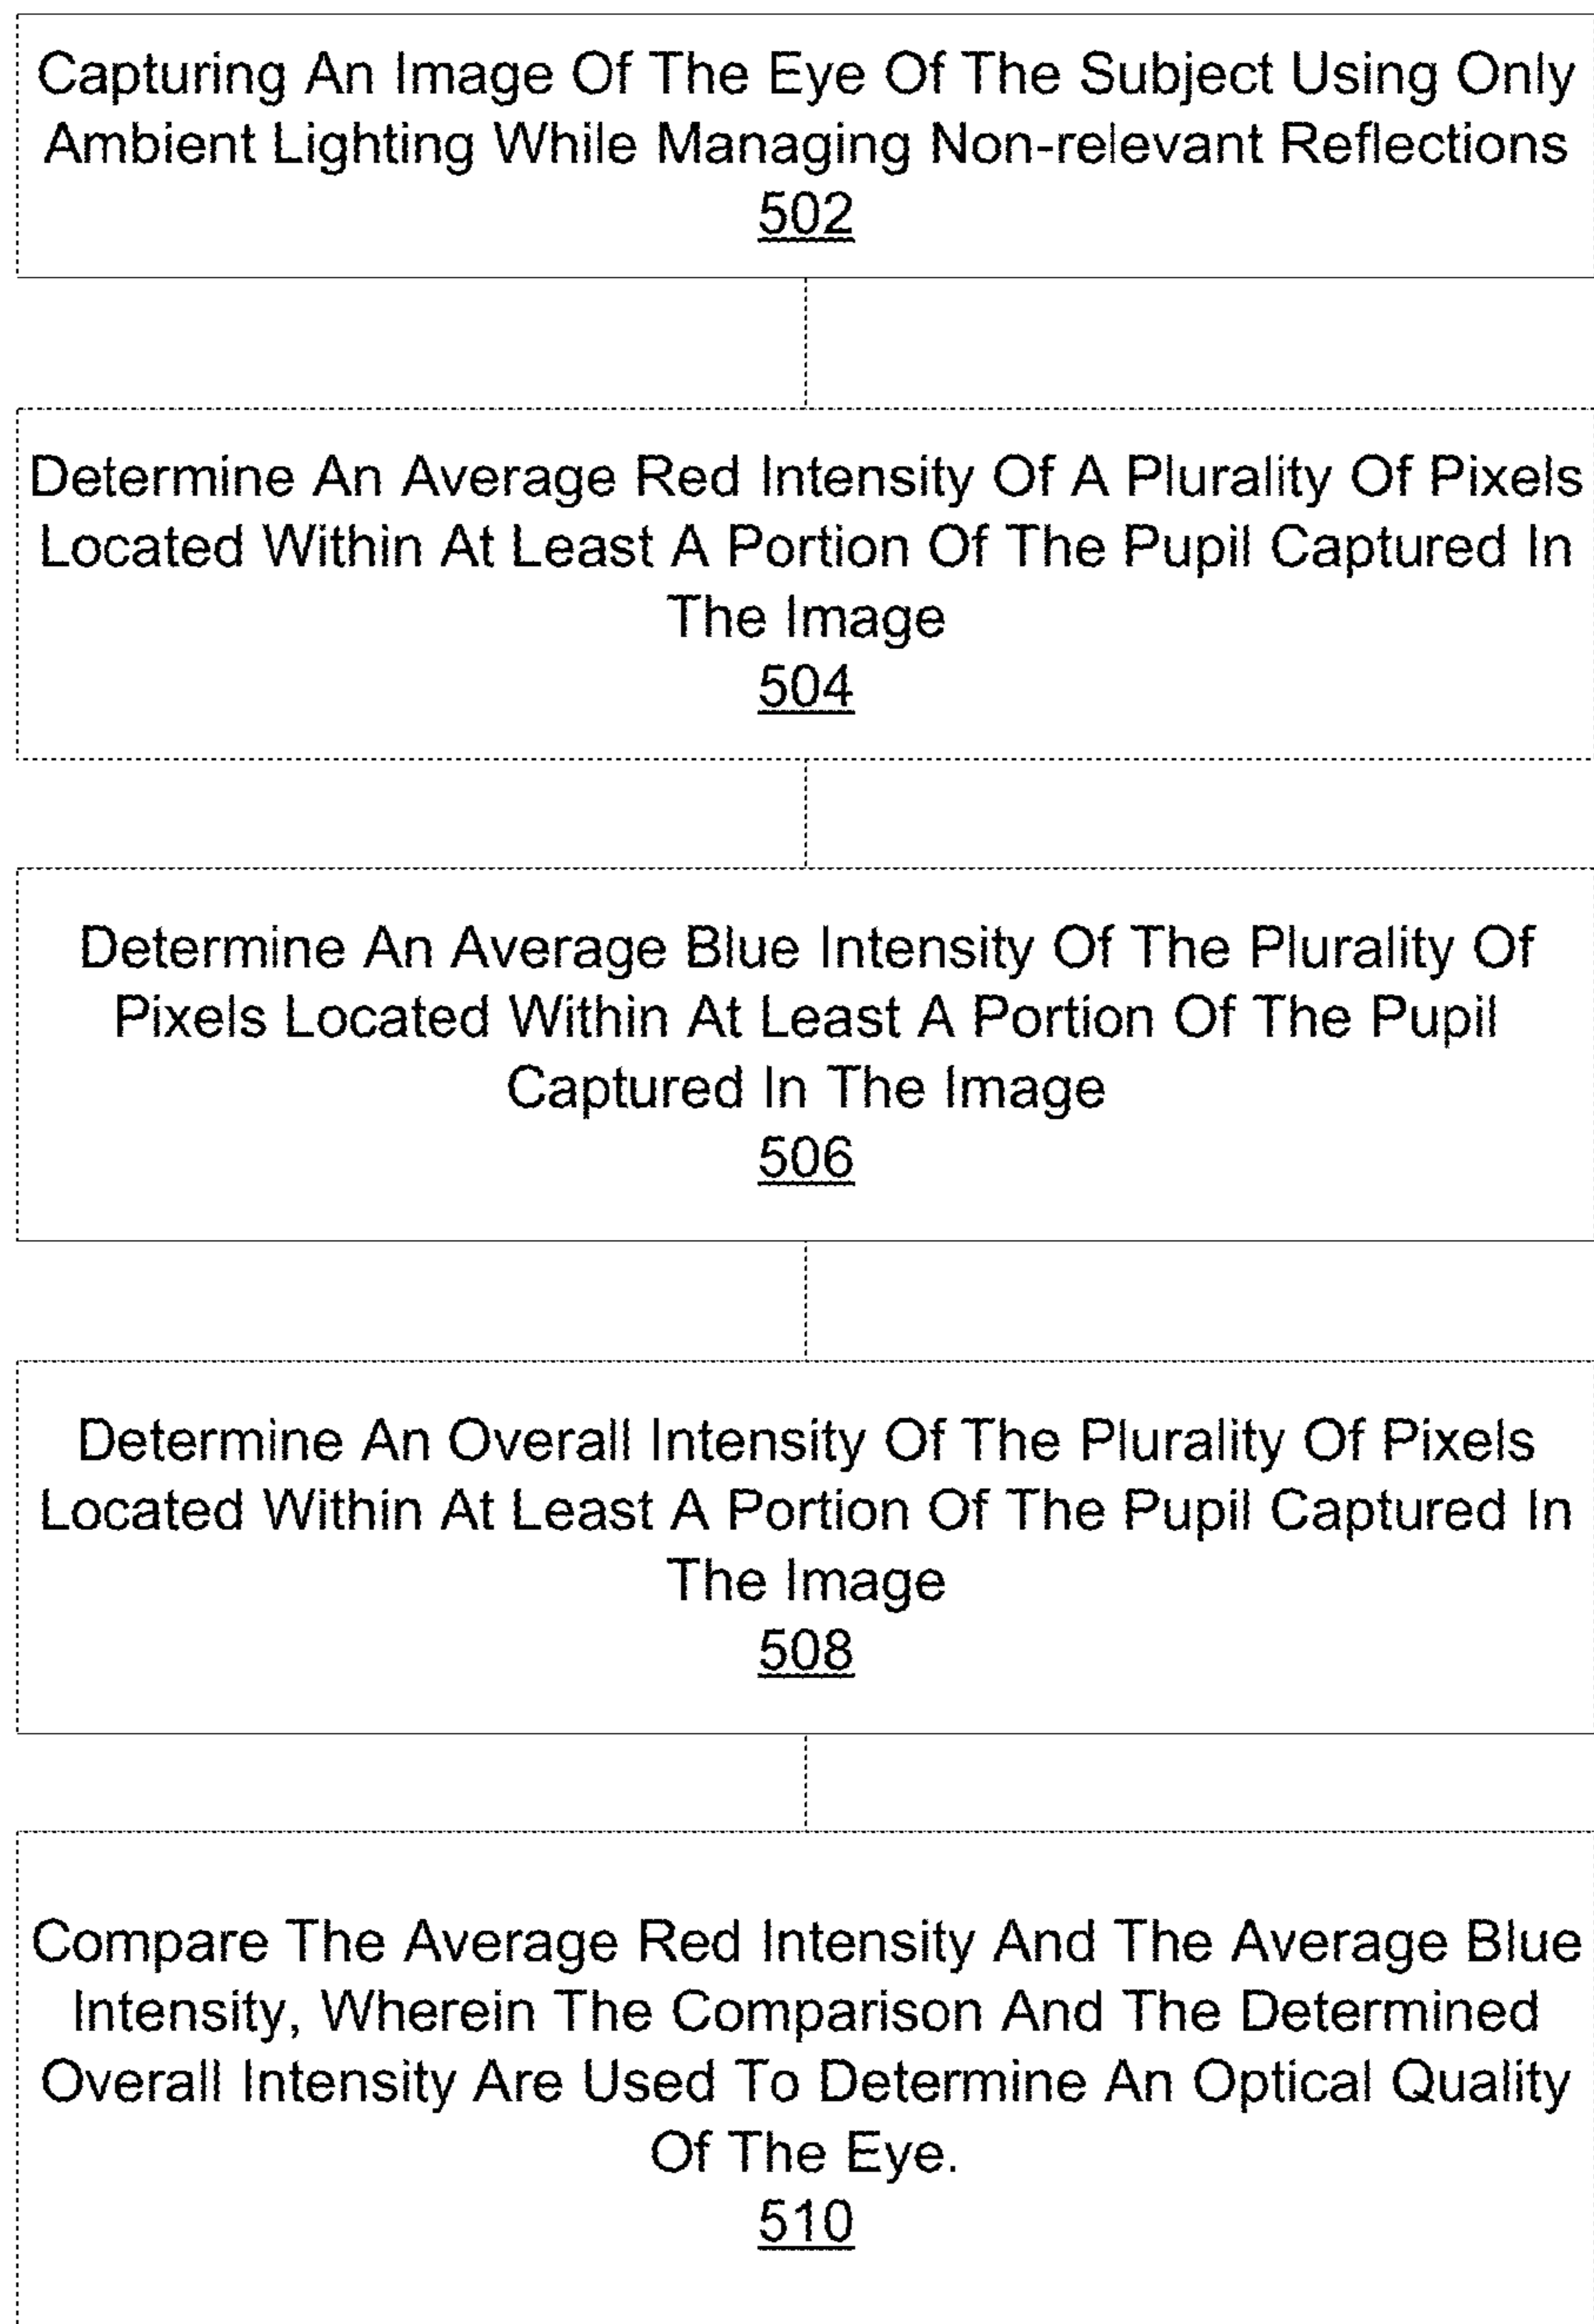 Capturing An Image Of The Eye Of The Subject Using Only
Ambient Lighting While Managing Non-relevant Reflections
502
Determine An Average Red Intensity Of A Plurality Of Pixels
Located Within At Least A Portion Of The Pupil Captured In
The Image
504
Determine An Average Blue Intensity Of The Plurality Of
Pixels Located Within At Least A Portion Of The Pupil
Captured In The Image
506
Determine An Overall Intensity Of The Plurality Of Pixels
Located Within At Least A Portion Of The Pupil Captured In
The Image
508
Compare The Average Red Intensity And The Average Blue
Intensity, Wherein The Comparison And The Determined
Overall Intensity Are Used To Determine An Optical Quality
Of The Eye.
510